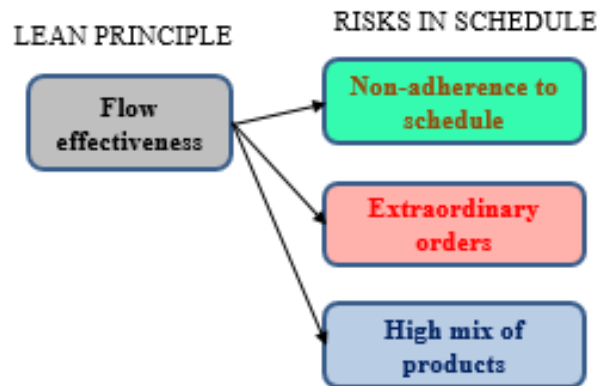 LEAN PRINCIPLE
RISKS IN SCHEDULE
Flow
effectiveness
Non-adherence to
schedule
Extraordinary
orders
High mix of
products